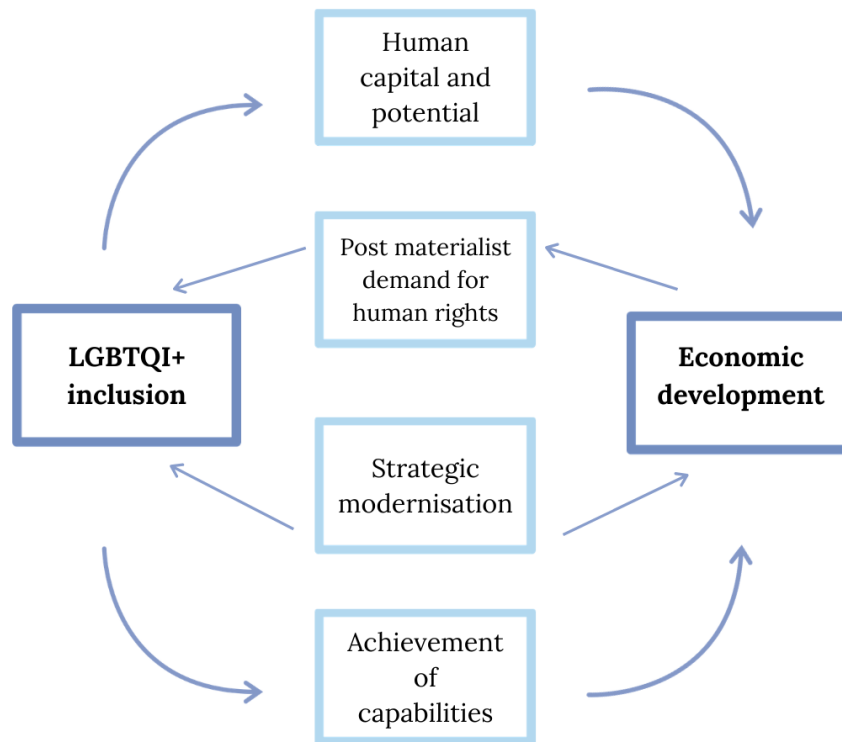 Human
capital and
potential
Post materialist
demand for
human rights
LGBTQI+
inclusion
Economic
development
Strategic
modernisation
Achievement
of
capabilities